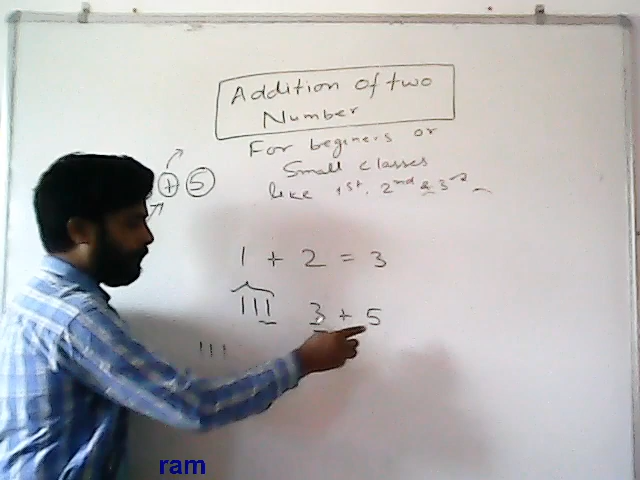 Addition of two
Number
For beginers or
Small classes
like 1st, 2nd & 3rd
+ 5
1 + 2 = 3
||| 3 + 5
|||
ram